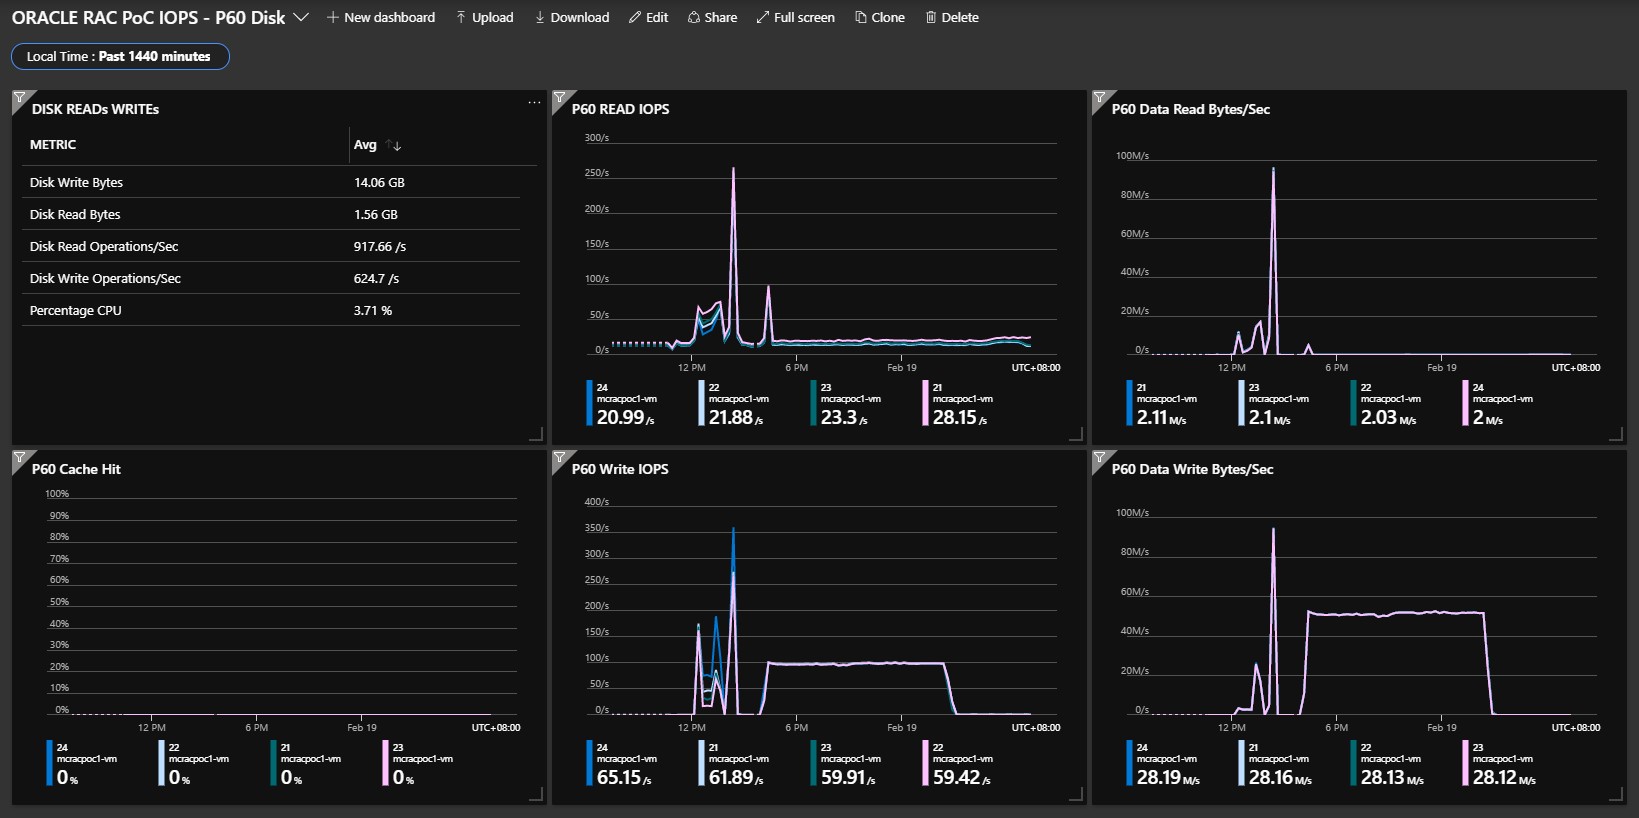 ORACLE RAC PoC IOPS - P60 Disk
New dashboard
Upload
Download
Edit
Share
Full screen
Clone
Delete
Local Time : Past 1440 minutes
DISK READs WRITEs
METRIC Avg
Disk Write Bytes 14.06 GB
Disk Read Bytes 1.56 GB
Disk Read Operations/Sec 917.66 /s
Disk Write Operations/Sec 624.7 /s
Percentage CPU 3.71 %
P60 READ IOPS
300/s
250/s
200/s
150/s
100/s
50/s
0/s
12 PM 6 PM Feb 19 UTC+08:00
24 22 23 21
mcracpoc1-vm mcracpoc1-vm mcracpoc1-vm mcracpoc1-vm
20.99 /s 21.88 /s 23.3 /s 28.15 /s
P60 Data Read Bytes/Sec
100M/s
80M/s
60M/s
40M/s
20M/s
0/s
12 PM 6 PM Feb 19 UTC+08:00
21 23 22 24
mcracpoc1-vm mcracpoc1-vm mcracpoc1-vm mcracpoc1-vm
2.11 M/s 2.1 M/s 2.03 M/s 2 M/s
P60 Cache Hit
100%
90%
80%
70%
60%
50%
40%
30%
20%
10%
0%
12 PM 6 PM Feb 19 UTC+08:00
24 22 21 23
mcracpoc1-vm mcracpoc1-vm mcracpoc1-vm mcracpoc1-vm
0 % 0 % 0 % 0 %
P60 Write IOPS
400/s
350/s
300/s
250/s
200/s
150/s
100/s
50/s
0/s
12 PM 6 PM Feb 19 UTC+08:00
24 21 23 22
mcracpoc1-vm mcracpoc1-vm mcracpoc1-vm mcracpoc1-vm
65.15 /s 61.89 /s 59.91 /s 59.42 /s
P60 Data Write Bytes/Sec
100M/s
80M/s
60M/s
40M/s
20M/s
0/s
12 PM 6 PM Feb 19 UTC+08:00
24 21 22 23
mcracpoc1-vm mcracpoc1-vm mcracpoc1-vm mcracpoc1-vm
28.19 M/s 28.16 M/s 28.13 M/s 28.12 M/s